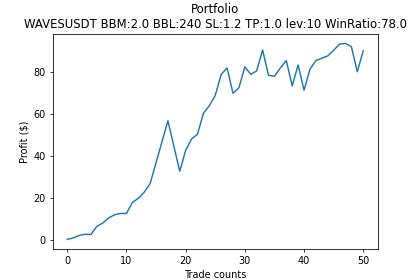 Portfolio
WAVESUSDT BBM:2.0 BBL:240 SL:1.2 TP:1.0 lev:10 WinRatio:78.0
80
60
40
20
0
Profit ($)
0 10 20 30 40 50
Trade counts